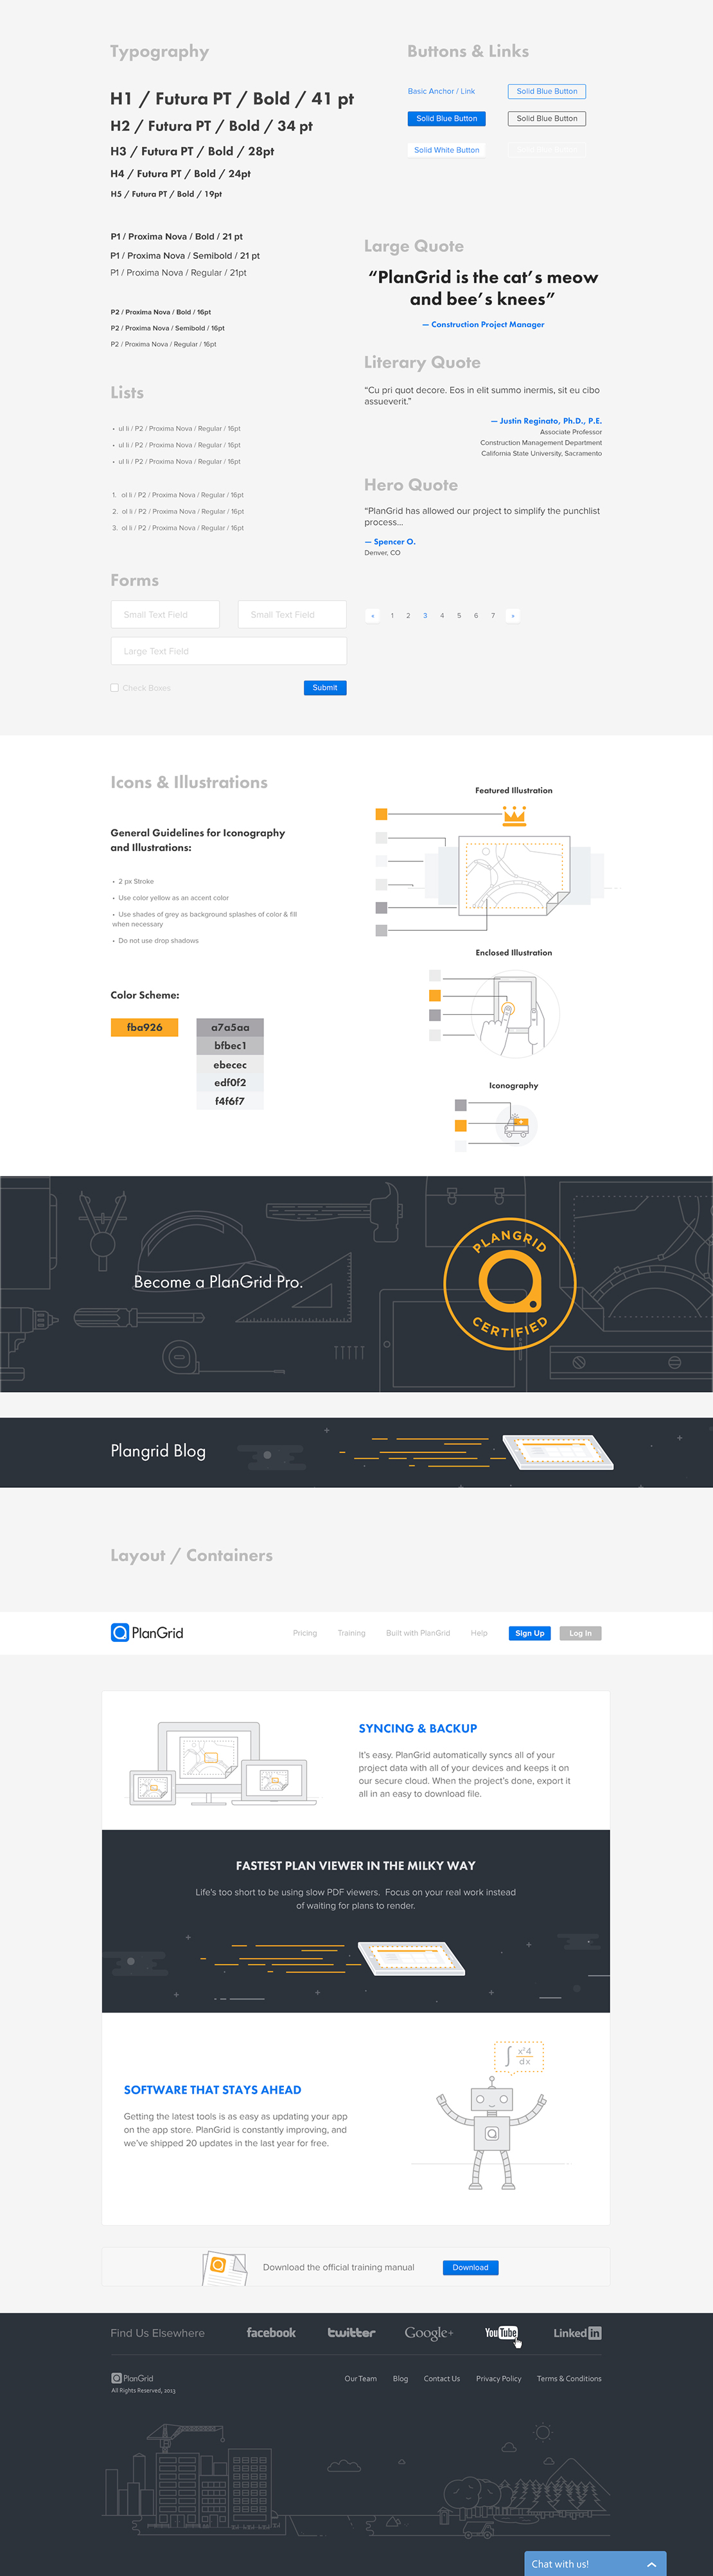 Typography
H1 / Futura PT / Bold / 41 pt
H2 / Futura PT / Bold / 34 pt
H3 / Futura PT / Bold / 28pt
H4 / Futura PT / Bold / 24pt
H5 / Futura PT / Bold / 19pt
P1 / Proxima Nova / Bold / 21 pt
P1 / Proxima Nova / Semibold / 21 pt
P1 / Proxima Nova / Regular / 21pt
P2 / Proxima Nova / Bold / 16pt
P2 / Proxima Nova / Semibold / 16pt
P2 / Proxima Nova / Regular / 16pt
Lists
• ul li / P2 / Proxima Nova / Regular / 16pt
• ul li / P2 / Proxima Nova / Regular / 16pt
• ul li / P2 / Proxima Nova / Regular / 16pt
1. ol li / P2 / Proxima Nova / Regular / 16pt
2. ol li / P2 / Proxima Nova / Regular / 16pt
3. ol li / P2 / Proxima Nova / Regular / 16pt
Forms
Small Text Field
Small Text Field
Large Text Field
Check Boxes
Submit
Buttons & Links
Basic Anchor / Link
Solid Blue Button
Solid Blue Button
Solid Blue Button
Solid White Button
Large Quote
“PlanGrid is the cat’s meow
and bee’s knees”
— Construction Project Manager
Literary Quote
“Cu pri quot decore. Eos in elit summo inermis, sit eu cibo
assueverit.”
— Justin Reginato, Ph.D., P.E.
Associate Professor
Construction Management Department
California State University, Sacramento
Hero Quote
“PlanGrid has allowed our project to simplify the punchlist
process...
— Spencer O.
Denver, CO
« 1 2 3 4 5 6 7 »
Icons & Illustrations
General Guidelines for Iconography
and Illustrations:
• 2 px Stroke
• Use color yellow as an accent color
• Use shades of grey as background splashes of color & fill
when necessary
• Do not use drop shadows
Color Scheme:
fba926
a7a5aa
bfbec1
ebecec
edf0f2
f4f6f7
Featured Illustration
Enclosed Illustration
Iconography
Become a PlanGrid Pro.
PLANGRID
CERTIFIED
Plangrid Blog
Layout / Containers
PlanGrid
Pricing
Training
Built with PlanGrid
Help
Sign Up
Log In
SYNCING & BACKUP
It’s easy. PlanGrid automatically syncs all of your
project data with all of your devices and keeps it on
our secure cloud. When the project’s done, export it
all in an easy to download file.
FASTEST PLAN VIEWER IN THE MILKY WAY
Life’s too short to be using slow PDF viewers. Focus on your real work instead
of waiting for plans to render.
∫ x²4
dx
SOFTWARE THAT STAYS AHEAD
Getting the latest tools is as easy as updating your app
on the app store. PlanGrid is constantly improving, and
we’ve shipped 20 updates in the last year for free.
Download the official training manual
Download
Find Us Elsewhere
facebook
twitter
Google+
YouTube
Linkedin
PlanGrid
All Rights Reserved, 2013
Our Team
Blog
Contact Us
Privacy Policy
Terms & Conditions
Chat with us!